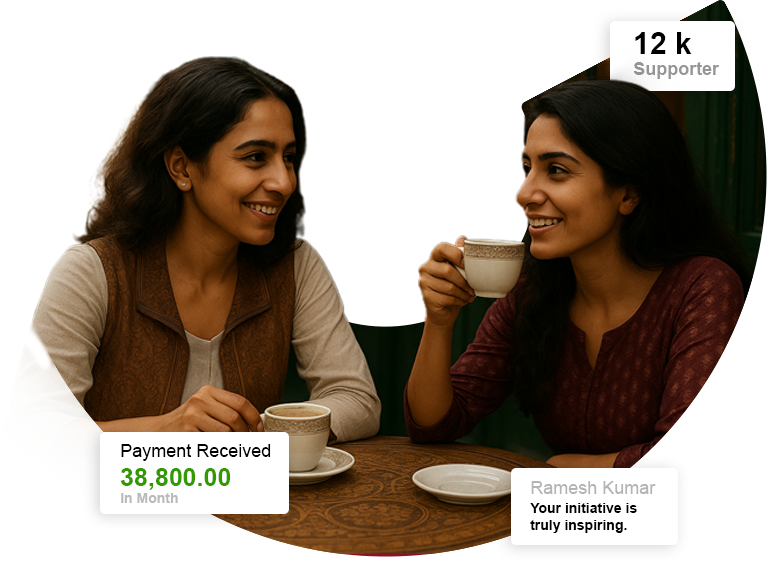 12 k
Supporter
Payment Received
38,800.00
In Month
Ramesh Kumar
Your initiative is
truly inspiring.